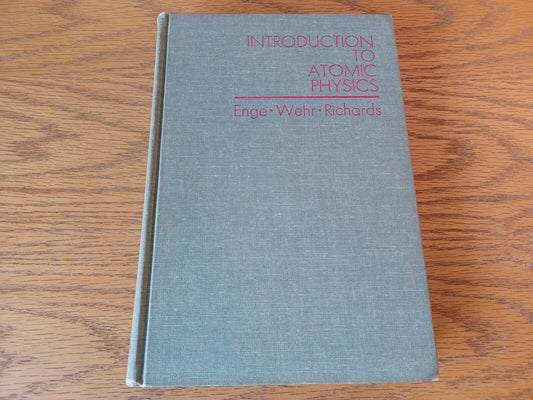 INTRODUCTION
TO
ATOMIC
PHYSICS
Enge · Wehr · Richards